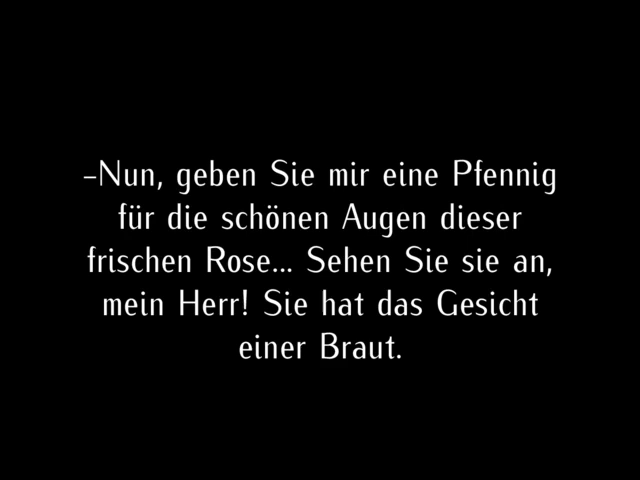 –Nun, geben Sie mir eine Pfennig
für die schönen Augen dieser
frischen Rose... Sehen Sie sie an,
mein Herr! Sie hat das Gesicht
einer Braut.